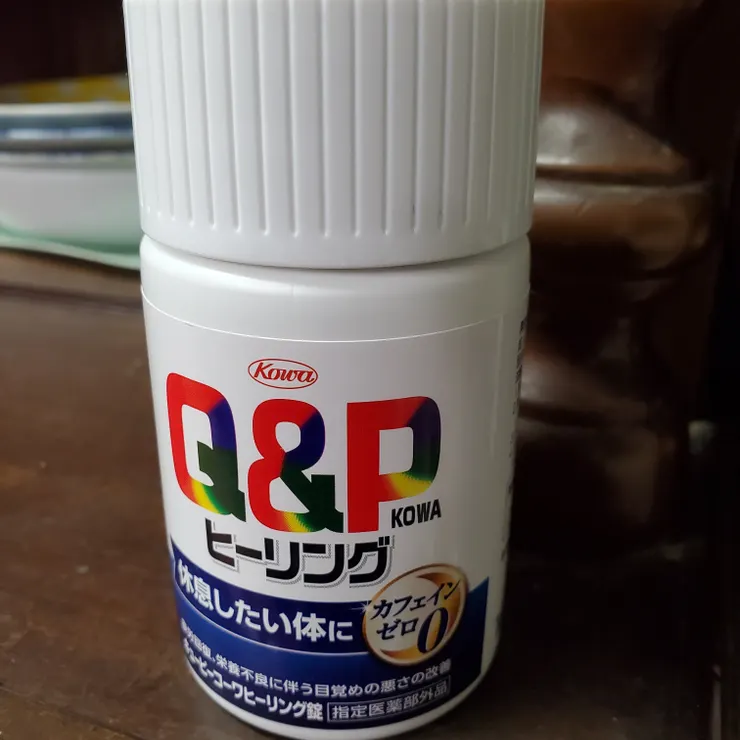 Kowa
Q&P
KOWA
ヒーリング
休息したい体に
カフェイン
ゼロ0
栄養不良に伴う目覚めの悪さの改善
キューピーコーワヒーリング錠
指定医薬部外品